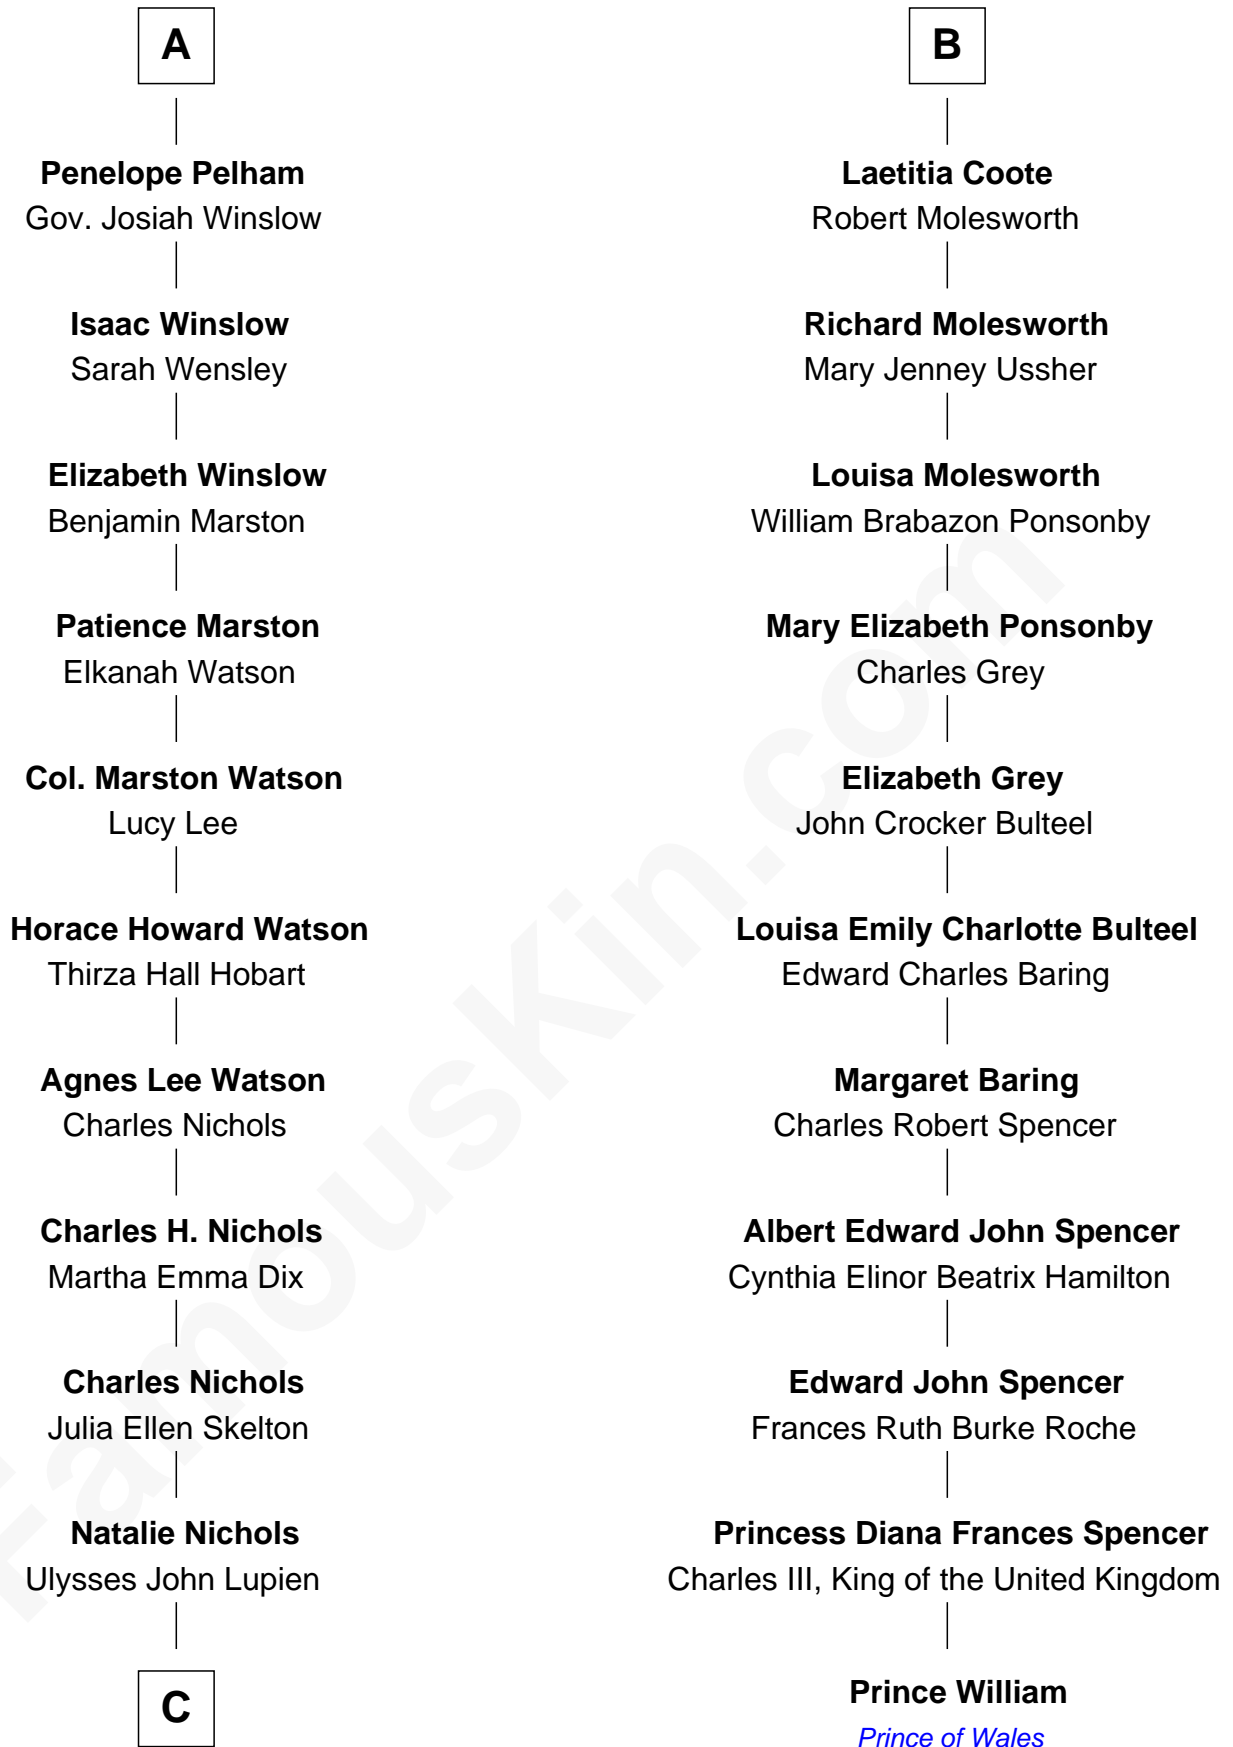 A
Penelope Pelham
Gov. Josiah Winslow
Isaac Winslow
Sarah Wensley
Elizabeth Winslow
Benjamin Marston
Patience Marston
Elkanah Watson
Col. Marston Watson
Lucy Lee
Horace Howard Watson
Thirza Hall Hobart
Agnes Lee Watson
Charles Nichols
Charles H. Nichols
Martha Emma Dix
Charles Nichols
Julia Ellen Skelton
Natalie Nichols
Ulysses John Lupien
C
B
Laetitia Coote
Robert Molesworth
Richard Molesworth
Mary Jenney Ussher
Louisa Molesworth
William Brabazon Ponsonby
Mary Elizabeth Ponsonby
Charles Grey
Elizabeth Grey
John Crocker Bulteel
Louisa Emily Charlotte Bulteel
Edward Charles Baring
Margaret Baring
Charles Robert Spencer
Albert Edward John Spencer
Cynthia Elinor Beatrix Hamilton
Edward John Spencer
Frances Ruth Burke Roche
Princess Diana Frances Spencer
Charles III, King of the United Kingdom
Prince William
Prince of Wales
FamousKin.com